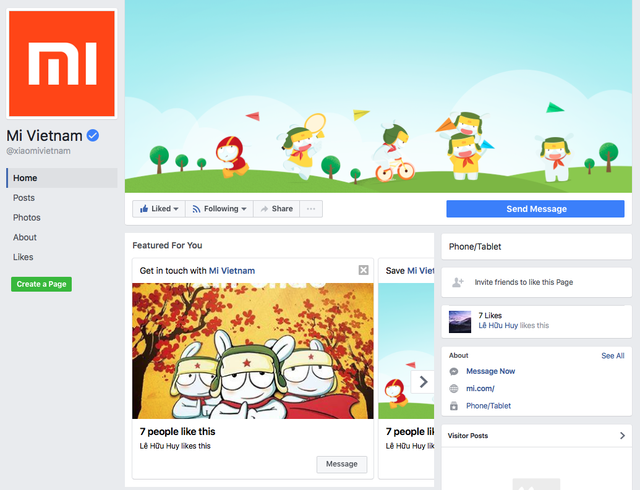 mi
Mi Vietnam
@xiaomivietnam
Home
Posts
Photos
About
Likes
Create a Page
Liked
Following
Share
...
Send Message
Featured For You
Get in touch with Mi Vietnam
7 people like this
Lê Hữu Huy likes this
Message
Save Mi Viet
7 peop
Lê Hữu Hu
Phone/Tablet
Invite friends to like this Page
7 Likes
Lê Hữu Huy likes this
About
See All
Message Now
mi.com/
Phone/Tablet
Visitor Posts